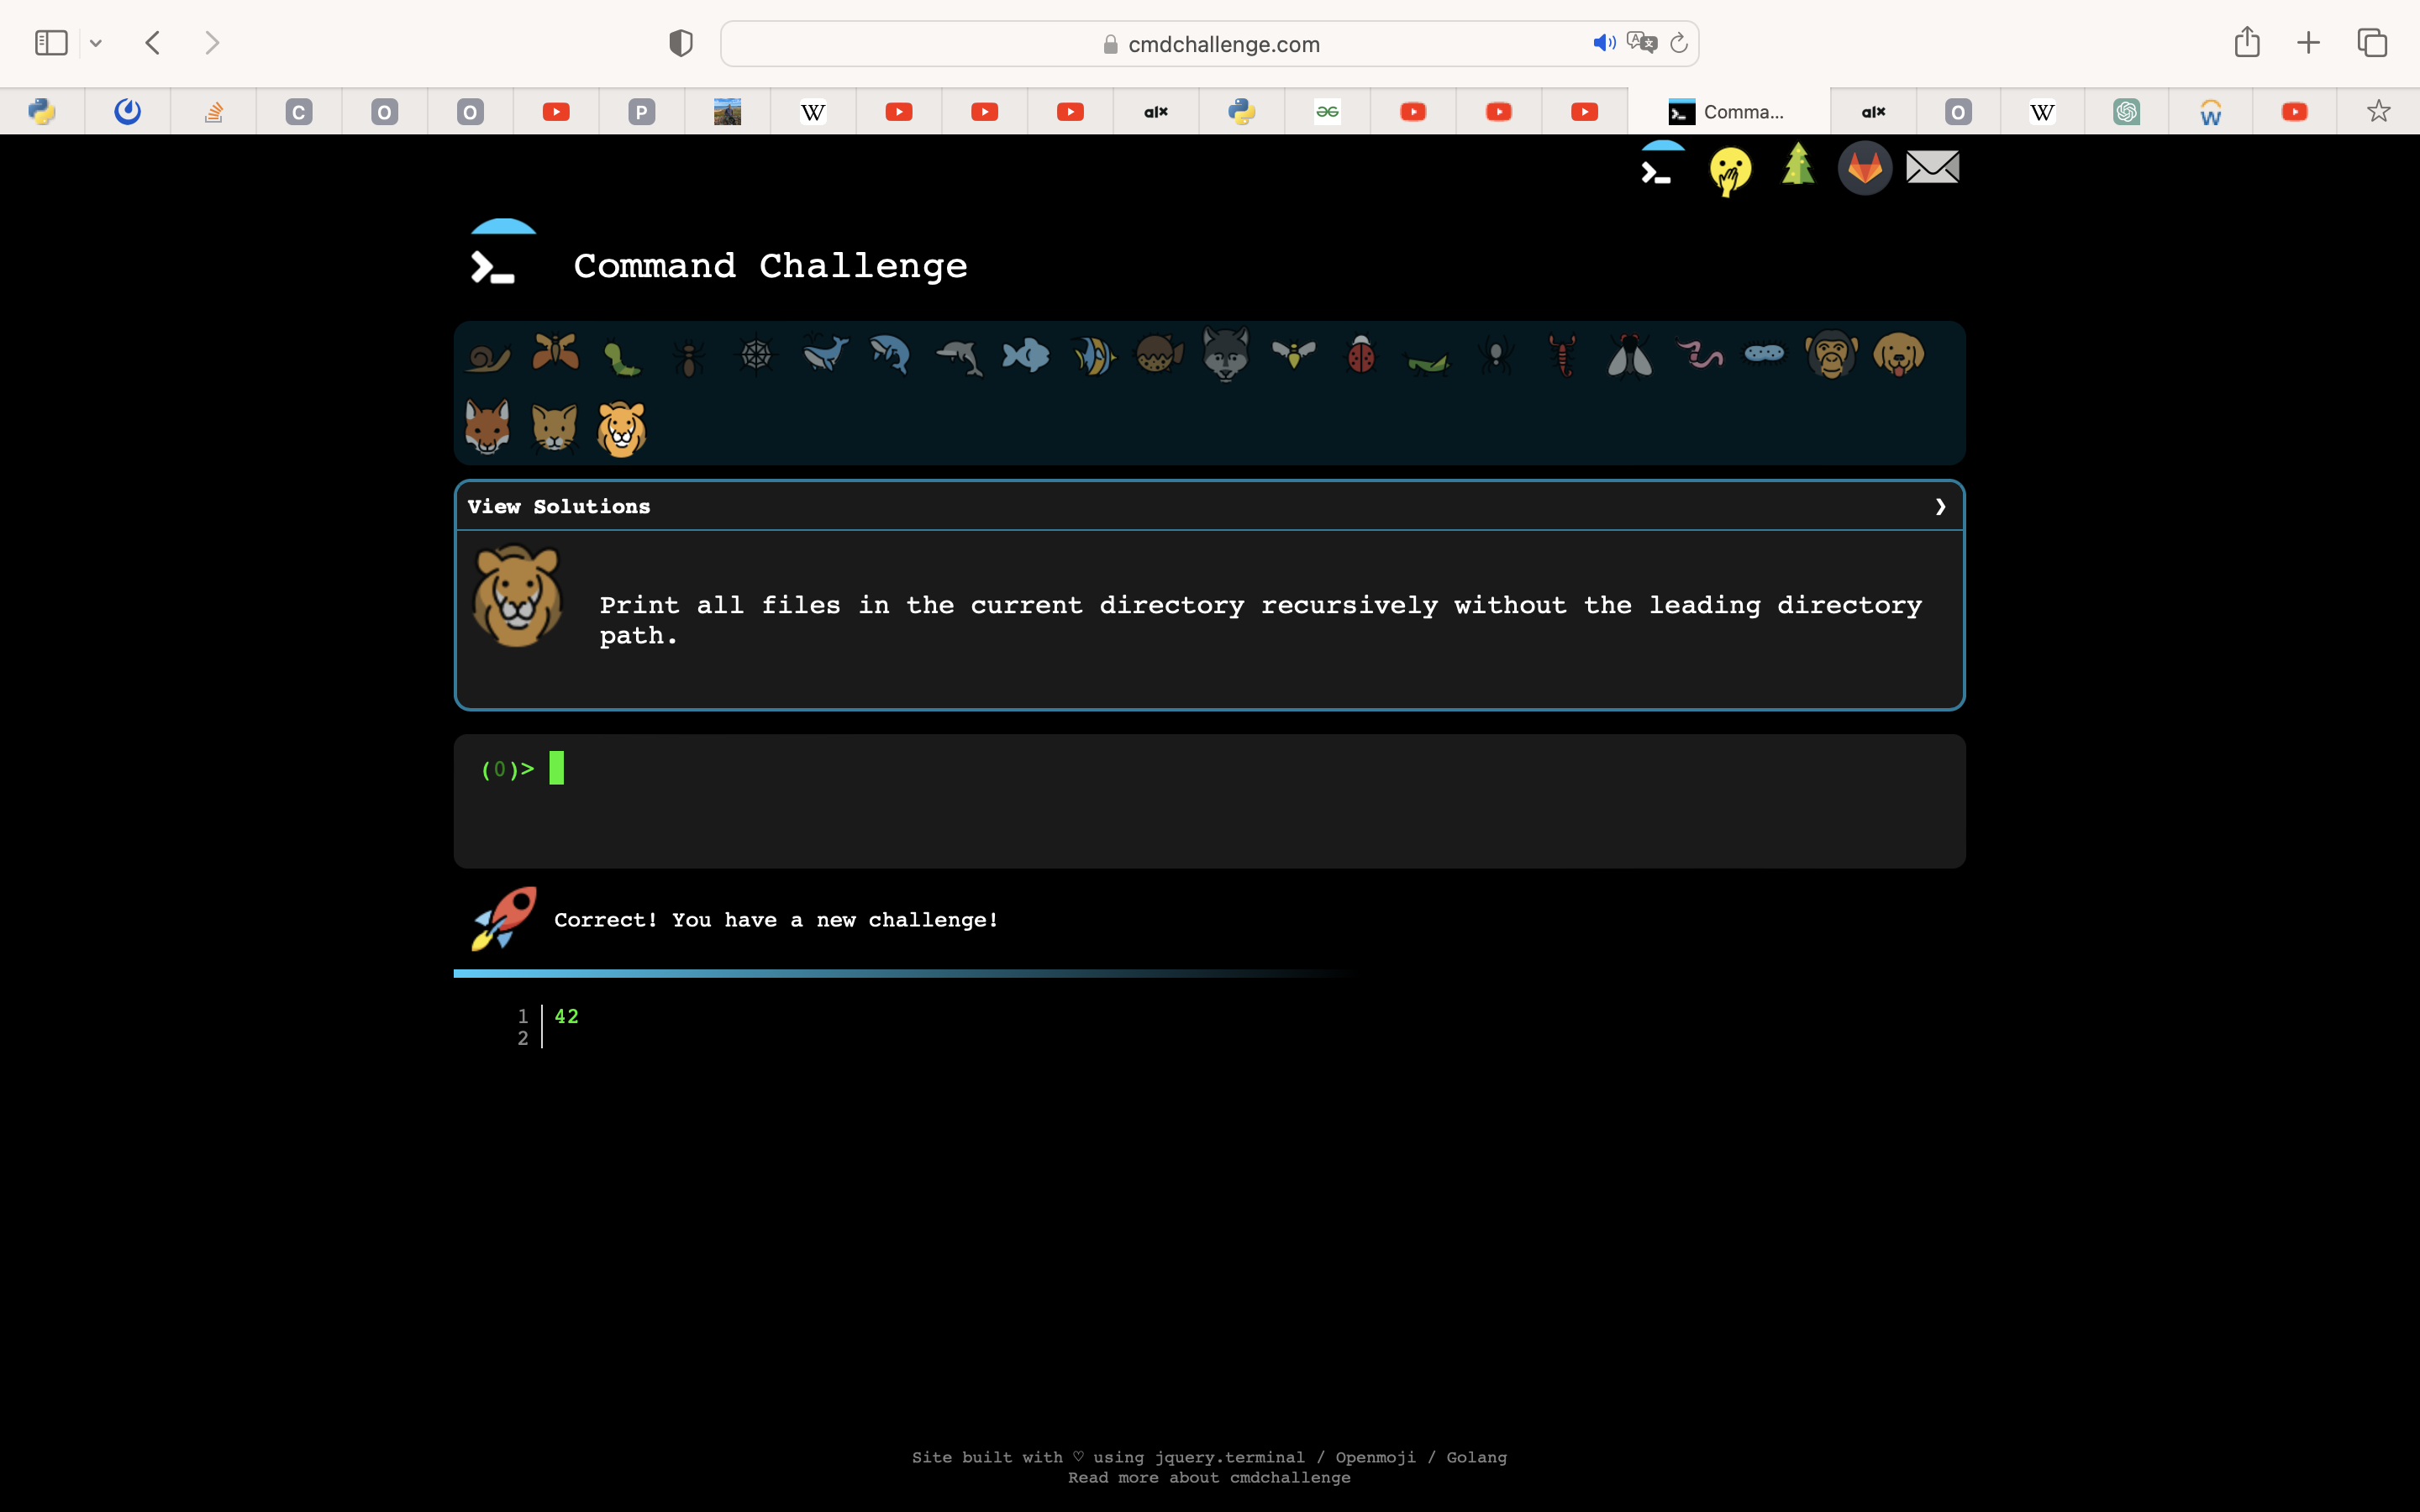 cmdchallenge.com
C
O
O
P
W
alx
Comma...
alx
O
W
W
Command Challenge
View Solutions
Print all files in the current directory recursively without the leading directory
path.
(0)>
Correct! You have a new challenge!
1 42
2
Site built with ♡ using jquery.terminal / Openmoji / Golang
Read more about cmdchallenge